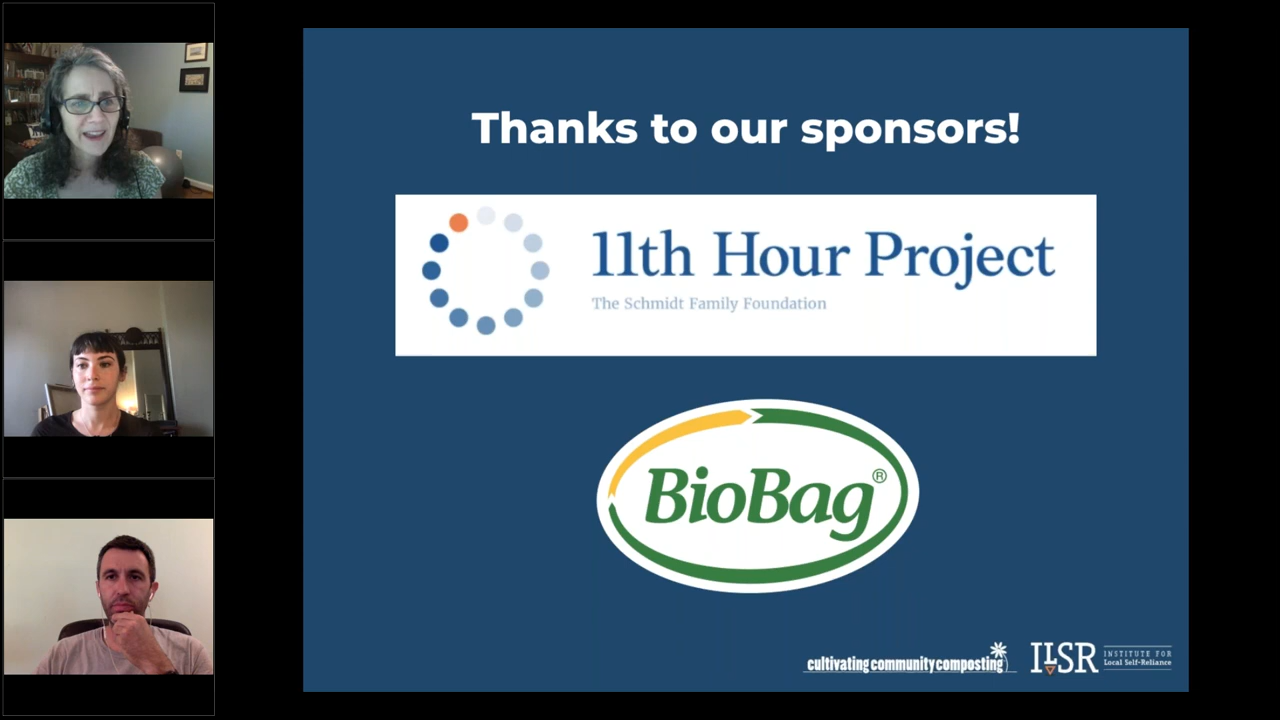 Thanks to our sponsors!
11th Hour Project
The Schmidt Family Foundation
BioBag®
cultivating community composting
ILSR INSTITUTE FOR
Local Self-Reliance